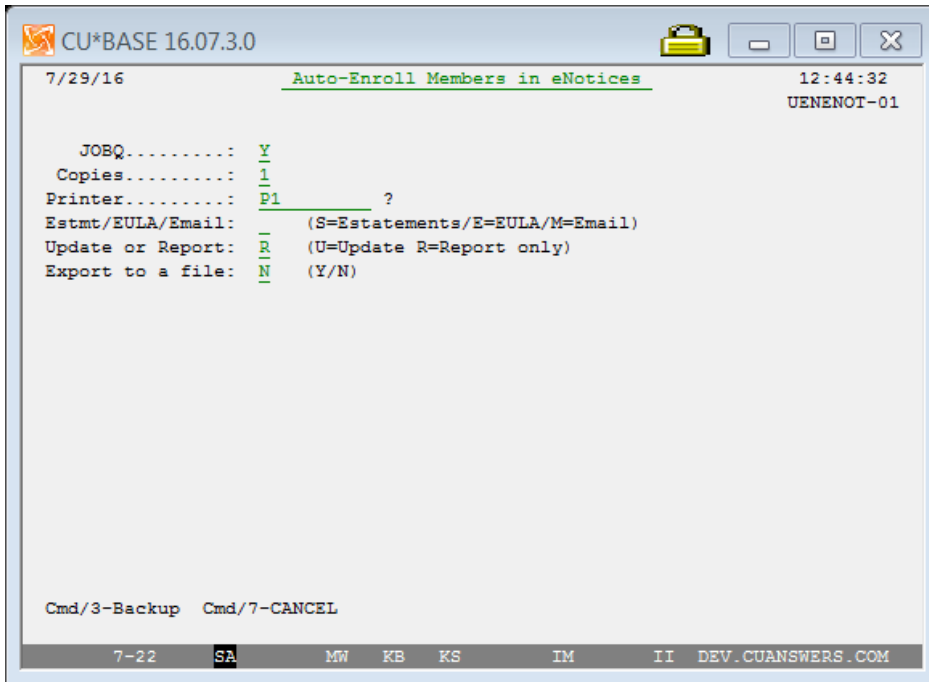 CU*BASE 16.07.3.0
7/29/16 Auto-Enroll Members in eNotices 12:44:32
UENENOT-01
JOBQ.........: Y
Copies.........: 1
Printer.........: P1 ?
Estmt/EULA/Email: _ (S=Estatements/E=EULA/M=Email)
Update or Report: R (U=Update R=Report only)
Export to a file: N (Y/N)
Cmd/3-Backup Cmd/7-CANCEL
7-22 SA MW KB KS IM II DEV.CUANSWERS.COM